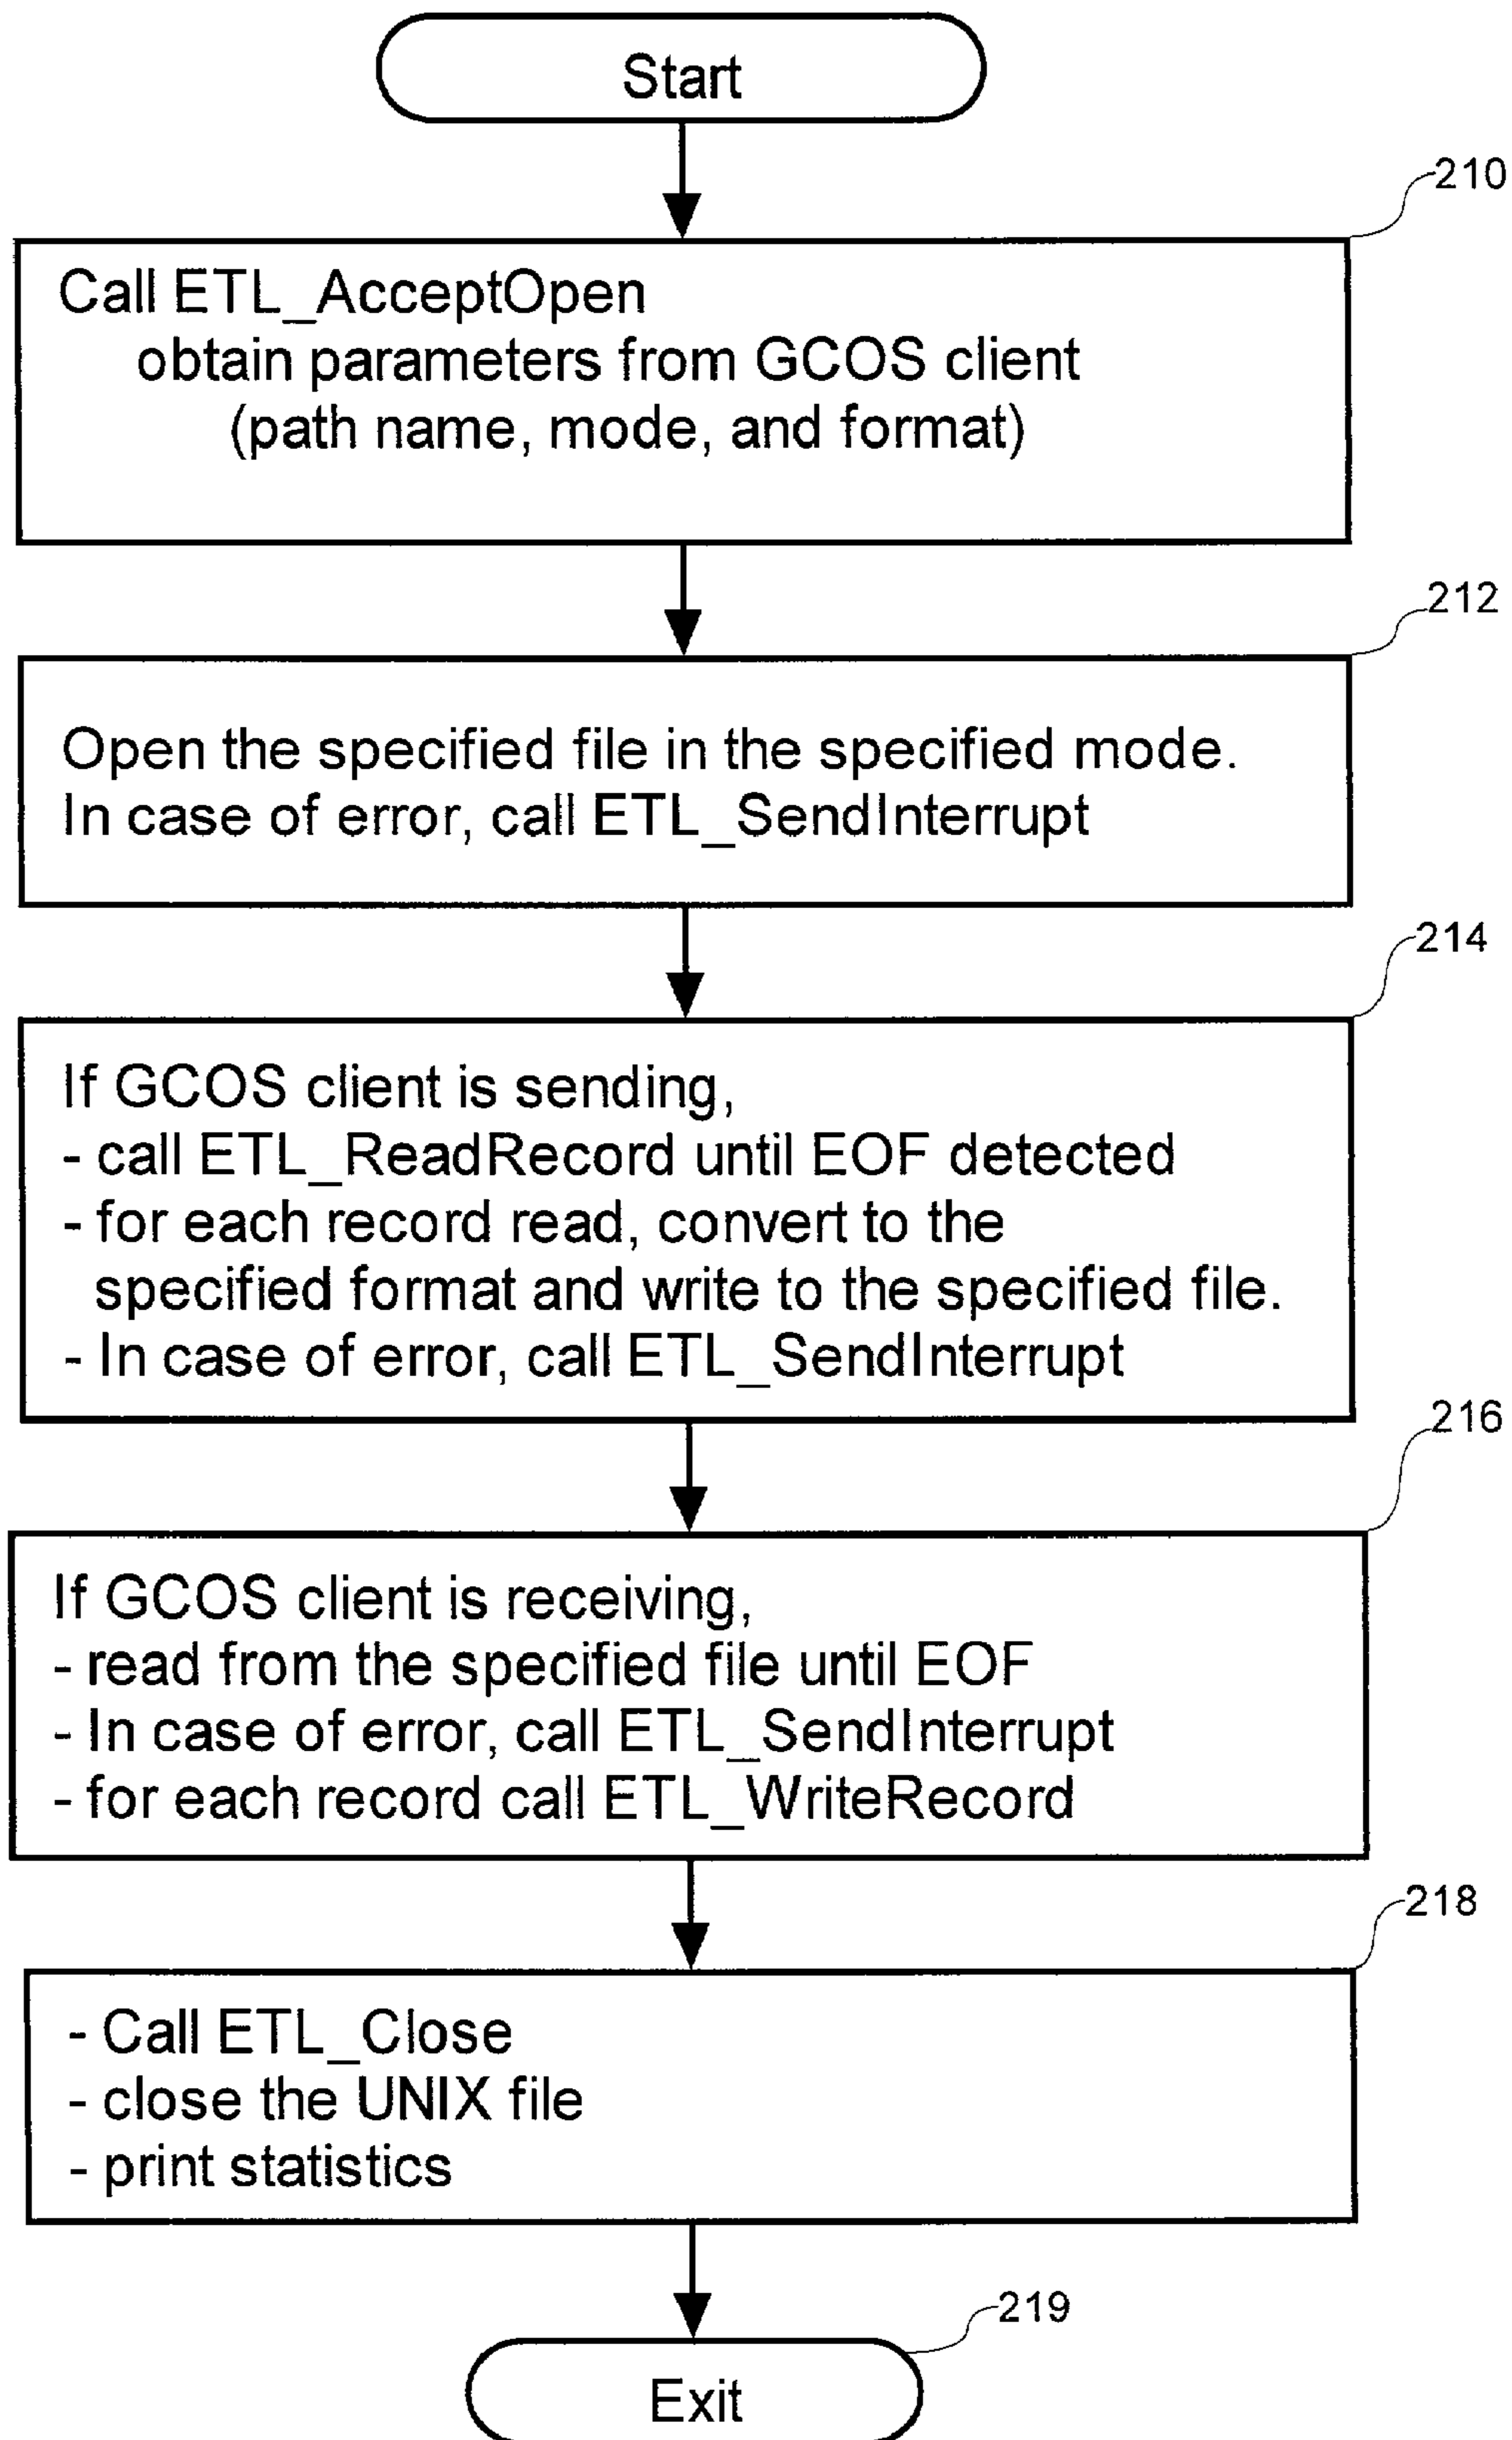 Start
210
Call ETL_AcceptOpen
obtain parameters from GCOS client
(path name, mode, and format)
212
Open the specified file in the specified mode.
In case of error, call ETL_SendInterrupt
214
If GCOS client is sending,
- call ETL_ReadRecord until EOF detected
- for each record read, convert to the
specified format and write to the specified file.
- In case of error, call ETL_SendInterrupt
216
If GCOS client is receiving,
- read from the specified file until EOF
- In case of error, call ETL_SendInterrupt
- for each record call ETL_WriteRecord
218
- Call ETL_Close
- close the UNIX file
- print statistics
219
Exit